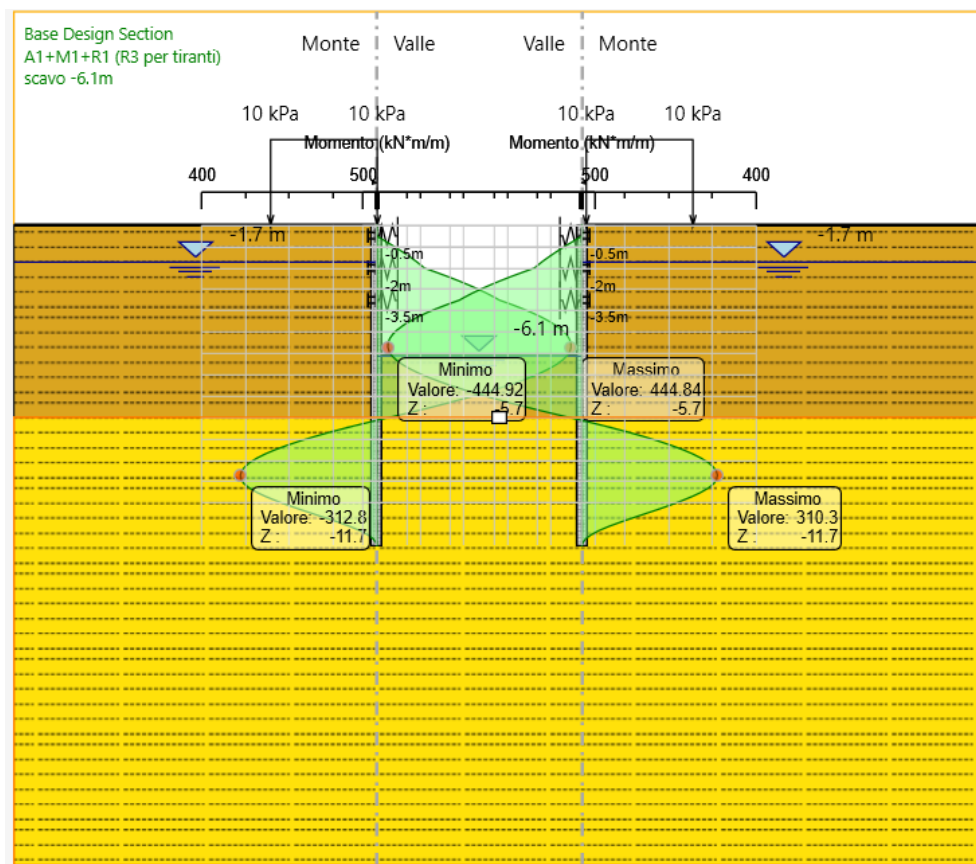 Base Design Section
A1+M1+R1 (R3 per tiranti)
scavo -6.1m
Monte Valle Valle Monte
10 kPa 10 kPa 10 kPa 10 kPa
Momento (kN*m/m) Momento (kN*m/m)
400 500 500 400
-1.7 m -1.7 m
-0.5m -0.5m
-2m -2m
-3.5m -3.5m
-6.1 m
Minimo
Valore: -444.92
Z : -5.7
Massimo
Valore: 444.84
Z : -5.7
Minimo
Valore: -312.8
Z : -11.7
Massimo
Valore: 310.3
Z : -11.7